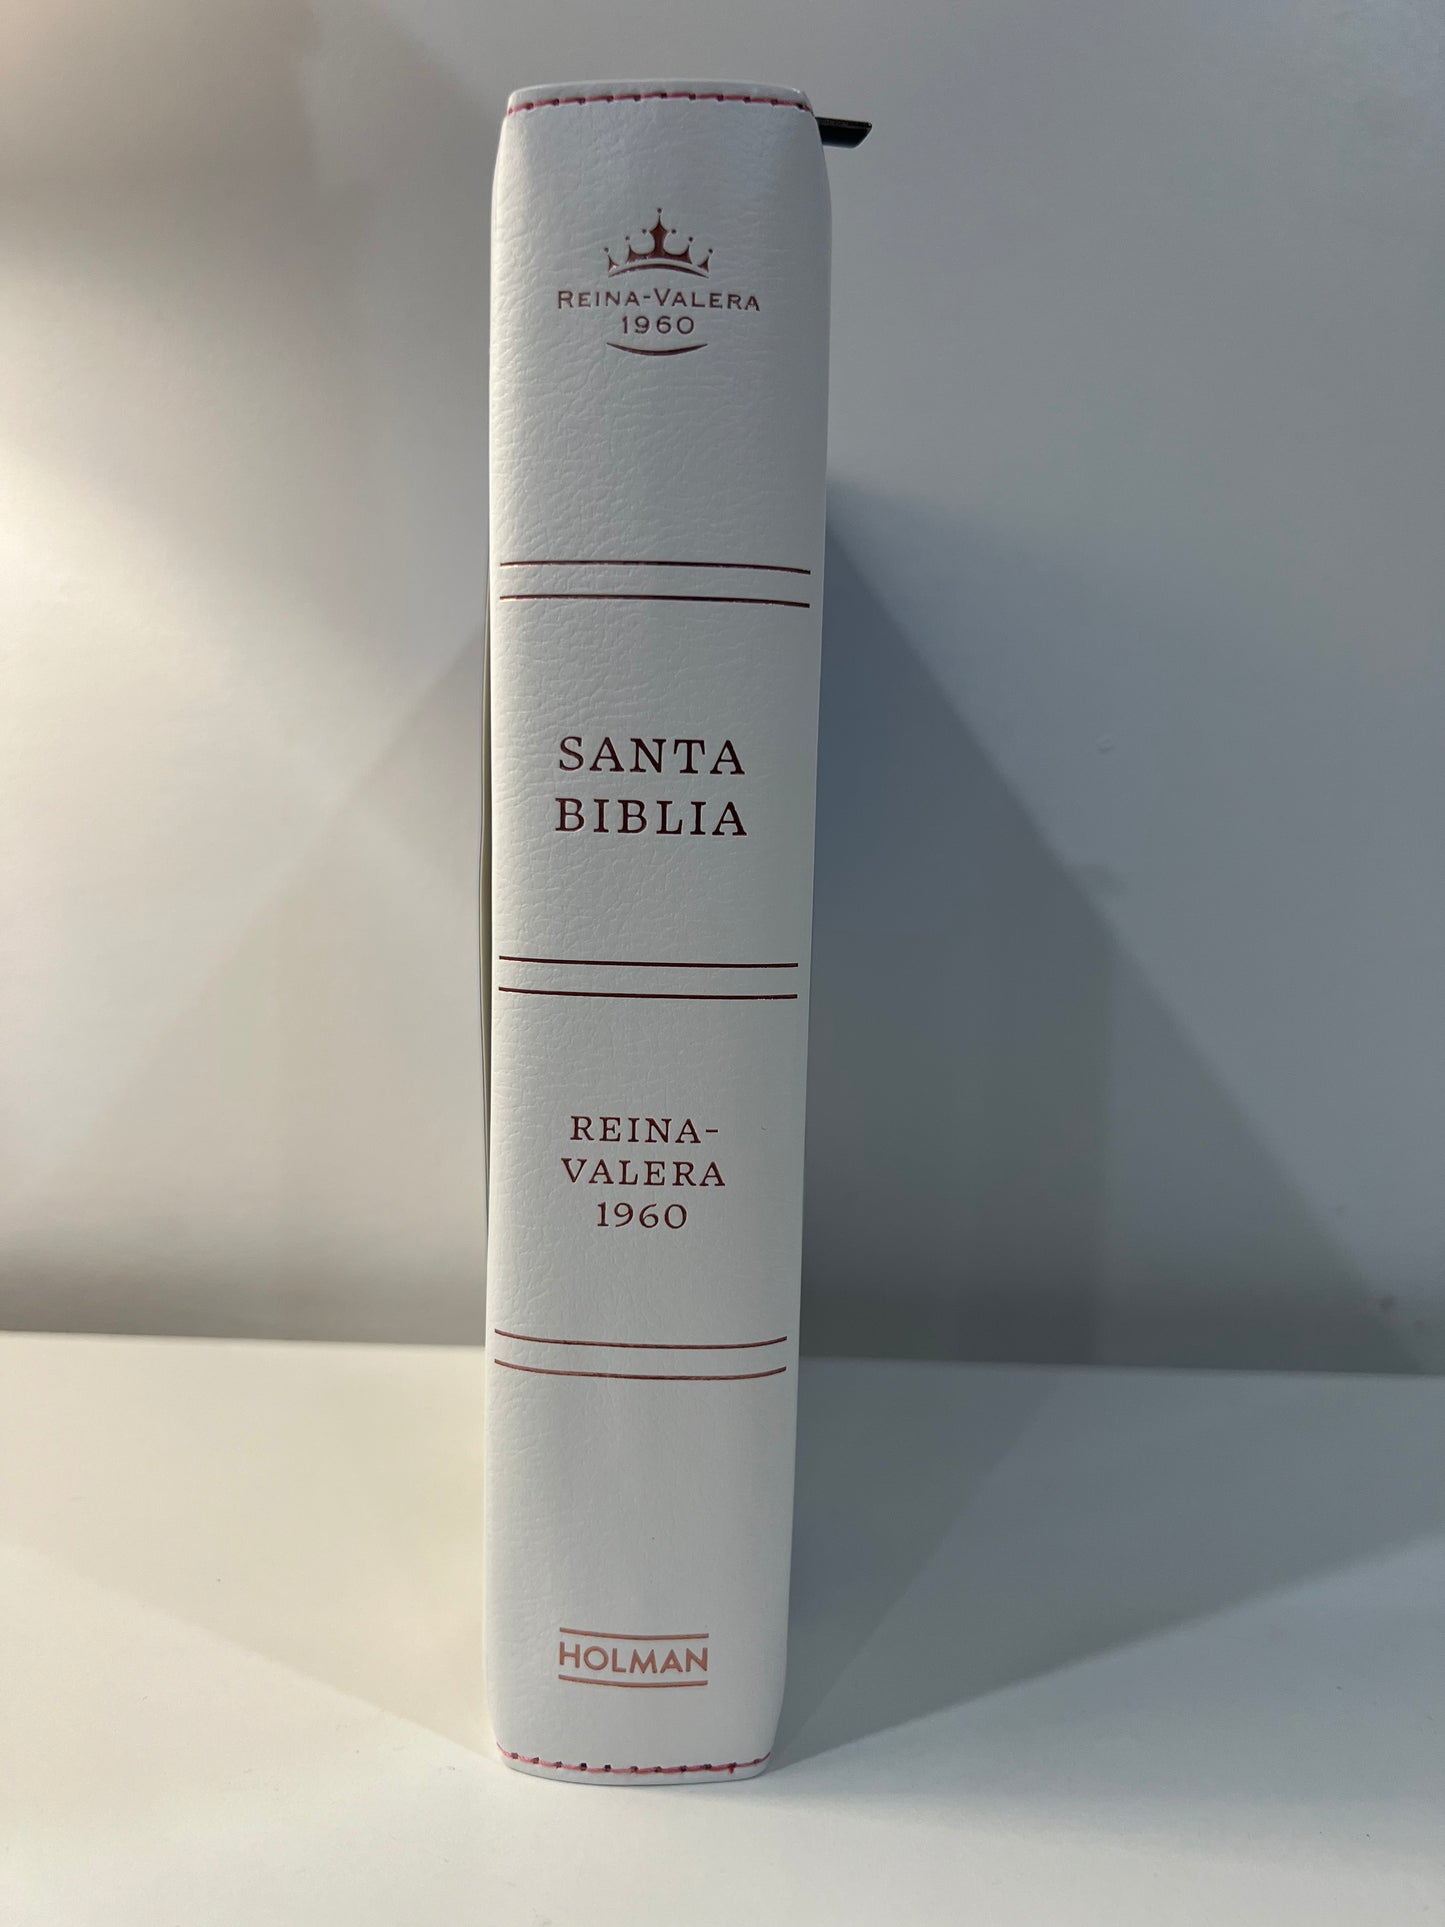 REINA-VALERA
1960
SANTA
BIBLIA
REINA-
VALERA
1960
HOLMAN